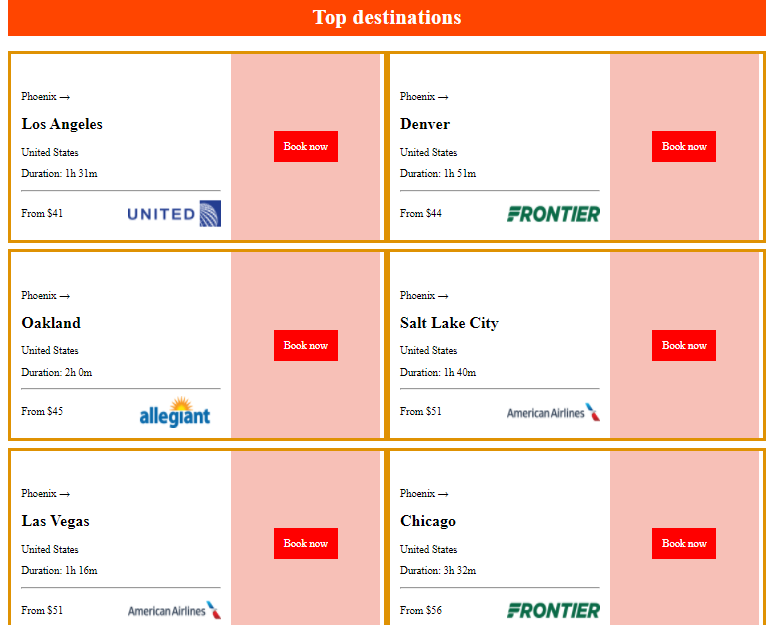 Top destinations
Phoenix →
Los Angeles
United States
Duration: 1h 31m
From $41
UNITED
Book now
Phoenix →
Denver
United States
Duration: 1h 51m
From $44
FRONTIER
Book now
Phoenix →
Oakland
United States
Duration: 2h 0m
From $45
allegiant
Book now
Phoenix →
Salt Lake City
United States
Duration: 1h 40m
From $51
American Airlines
Book now
Phoenix →
Las Vegas
United States
Duration: 1h 16m
From $51
American Airlines
Book now
Phoenix →
Chicago
United States
Duration: 3h 32m
From $56
FRONTIER
Book now